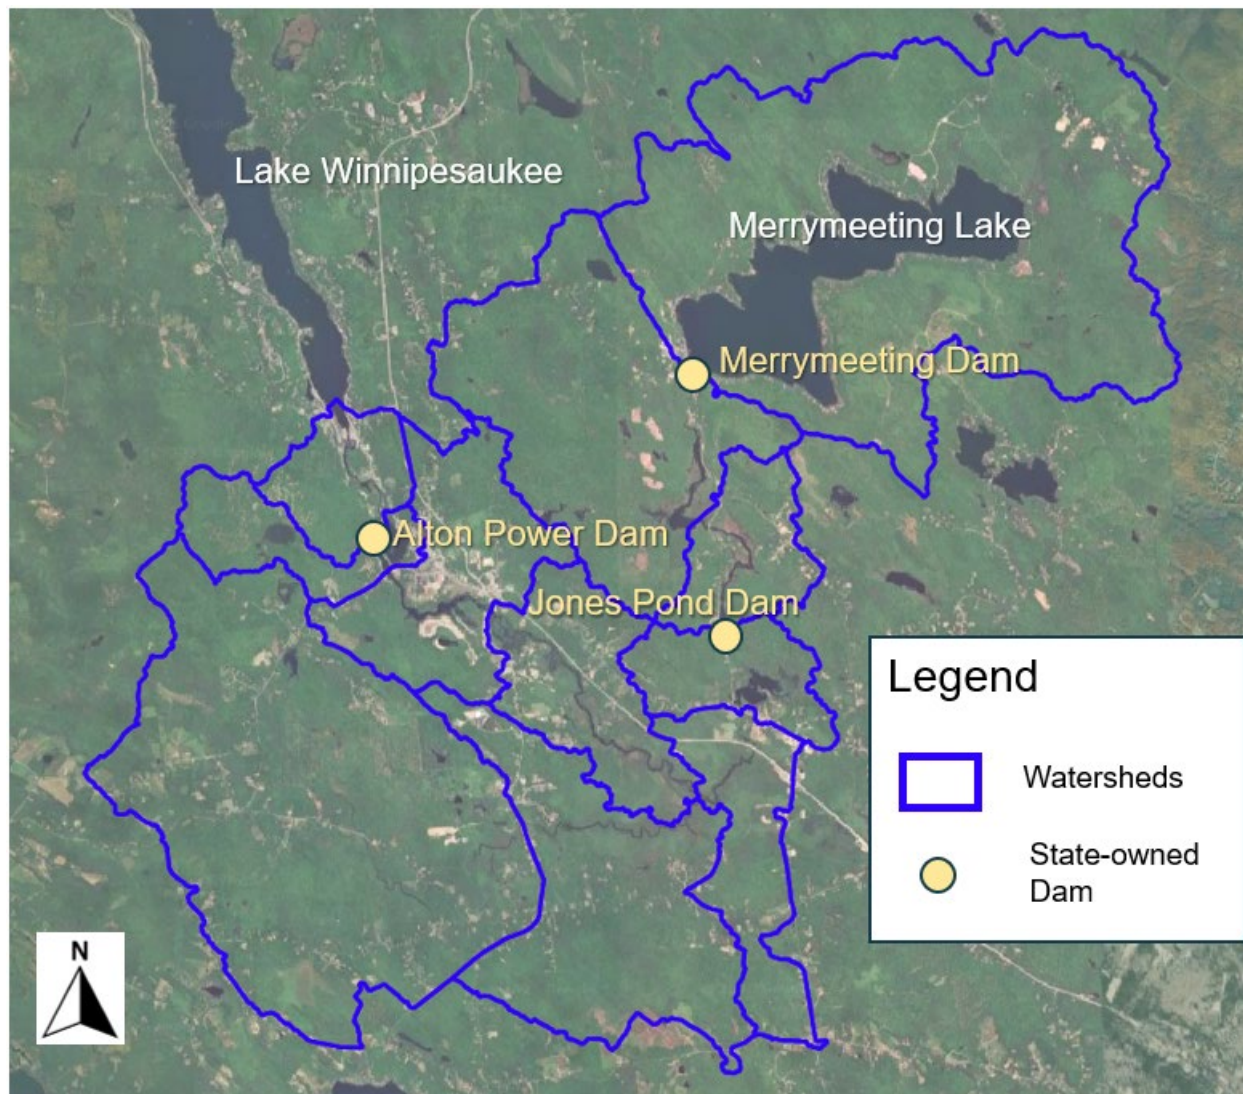 Lake Winnipesaukee
Merrymeeting Lake
Merrymeeting Dam
Alton Power Dam
Jones Pond Dam
Legend
Watersheds
State-owned
Dam
N